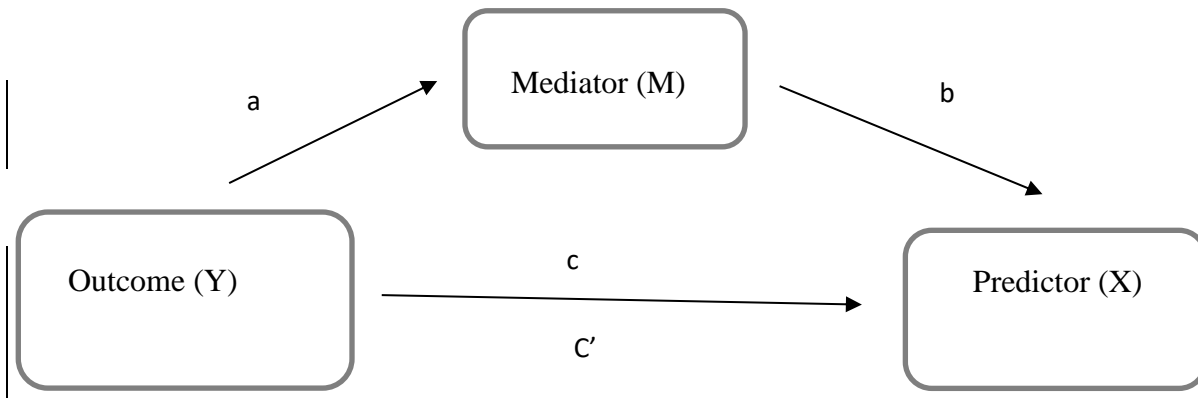 Mediator (M)
a
b
c
Outcome (Y)
Predictor (X)
C’